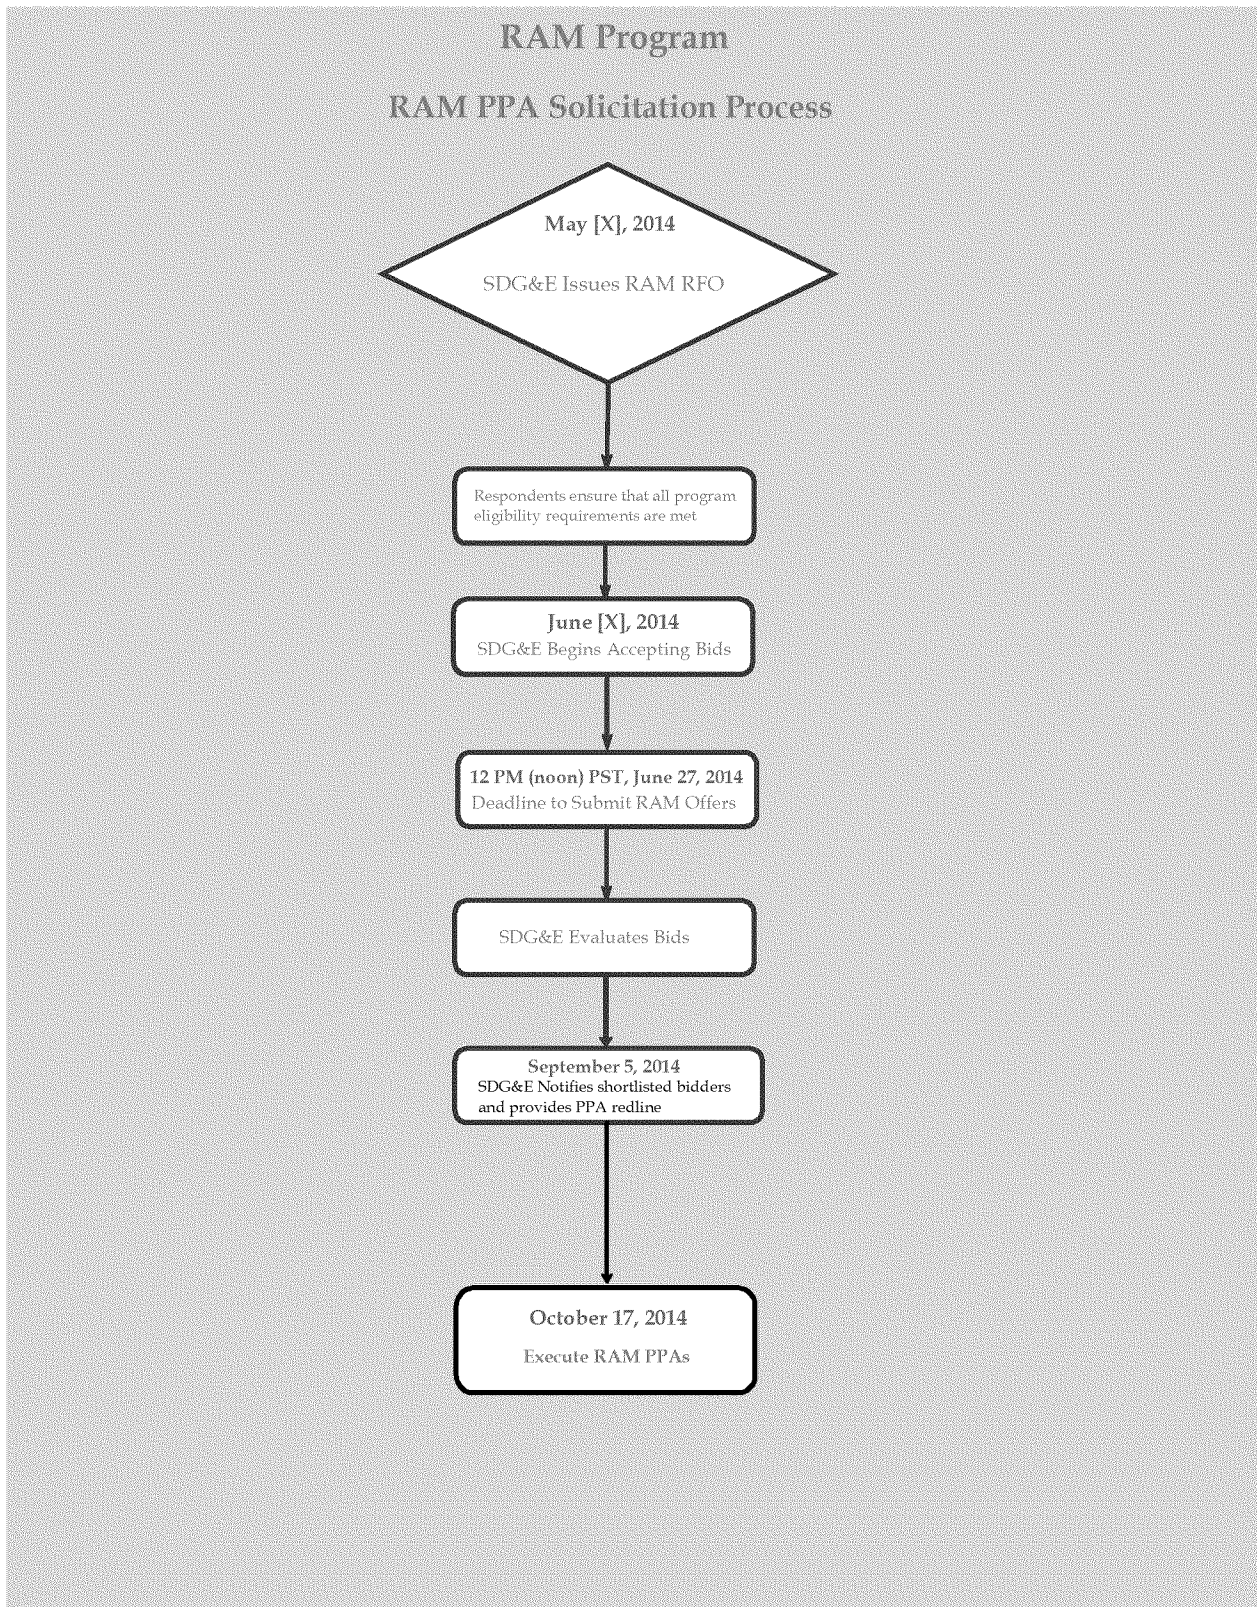 RAM Program
RAM PPA Solicitation Process
May [X], 2014
SDG&E Issues RAM RFO
Respondents ensure that all program
eligibility requirements are met
June [X], 2014
SDG&E Begins Accepting Bids
12 PM (noon) PST, June 27, 2014
Deadline to Submit RAM Offers
SDG&E Evaluates Bids
September 5, 2014
SDG&E Notifies shortlisted bidders
and provides PPA redline
October 17, 2014
Execute RAM PPAs